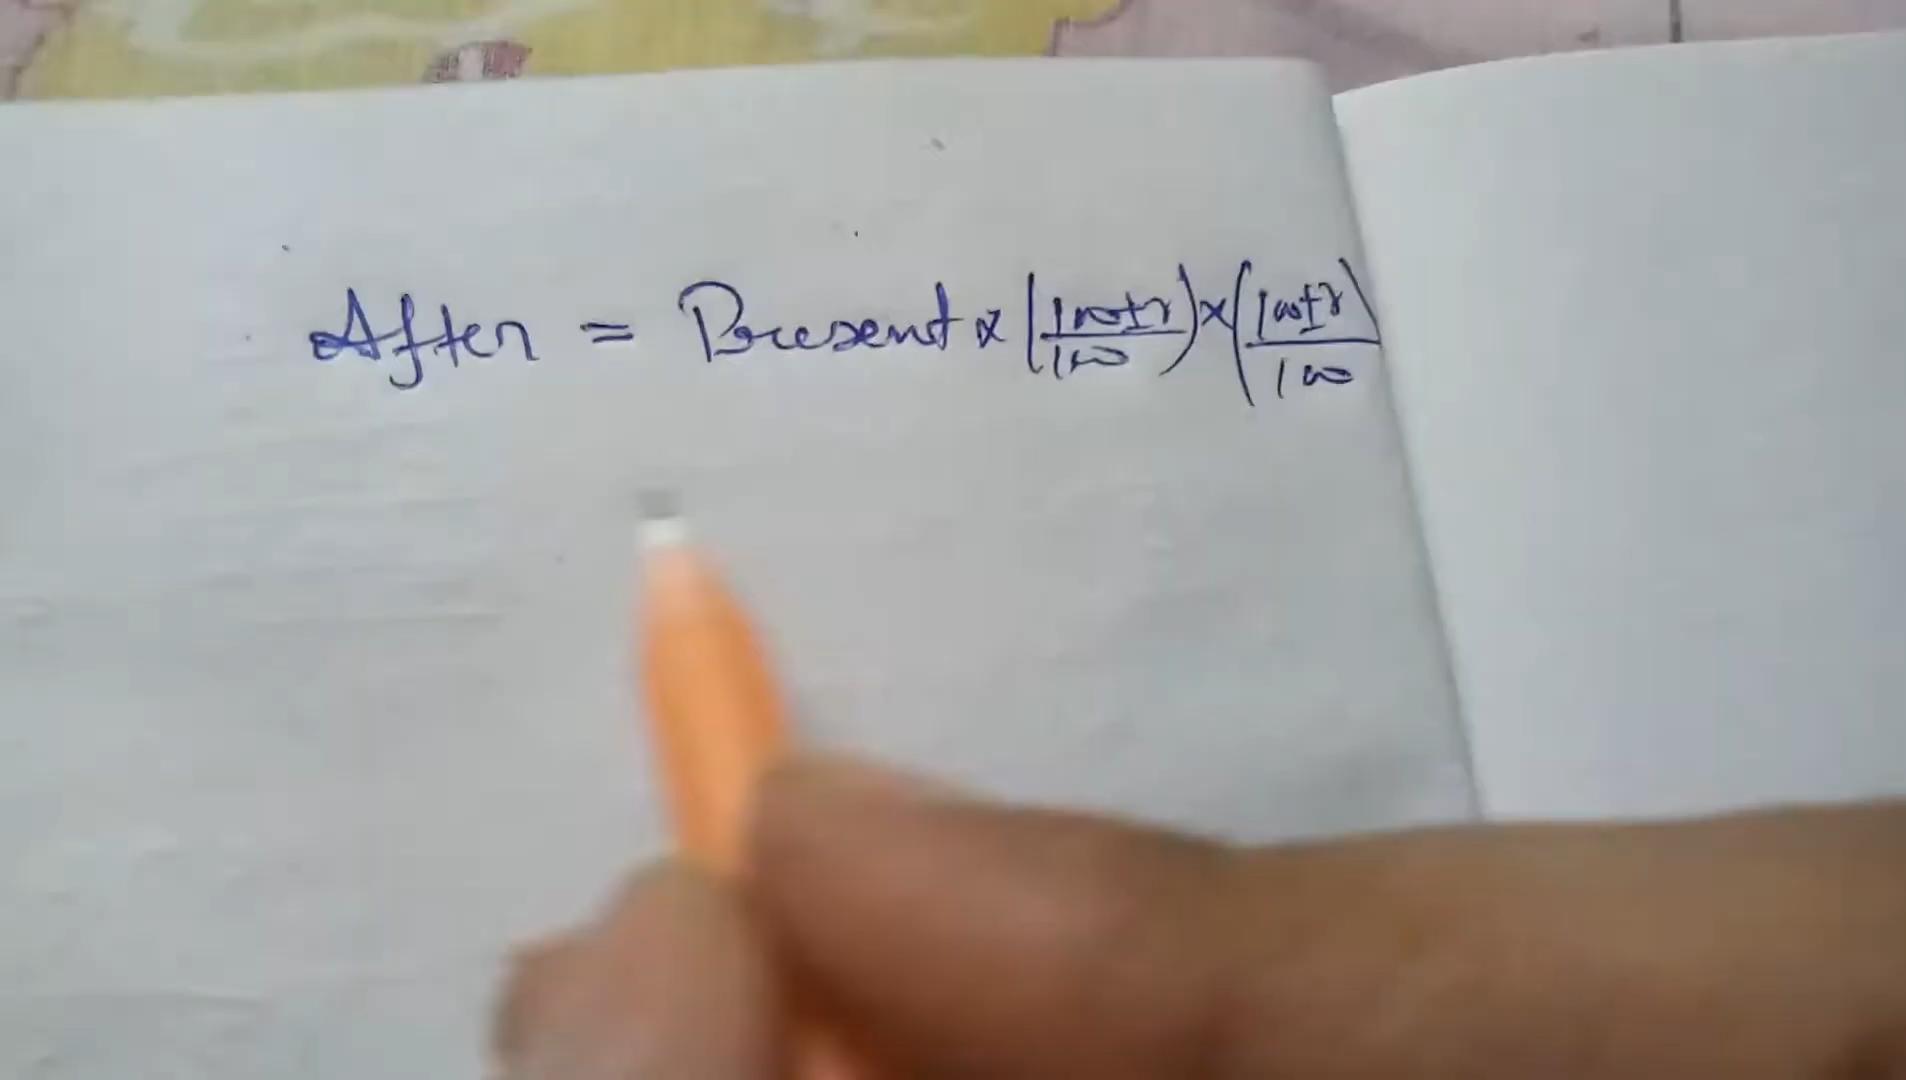 After = Present × (100±r/100) × (100±r/100)